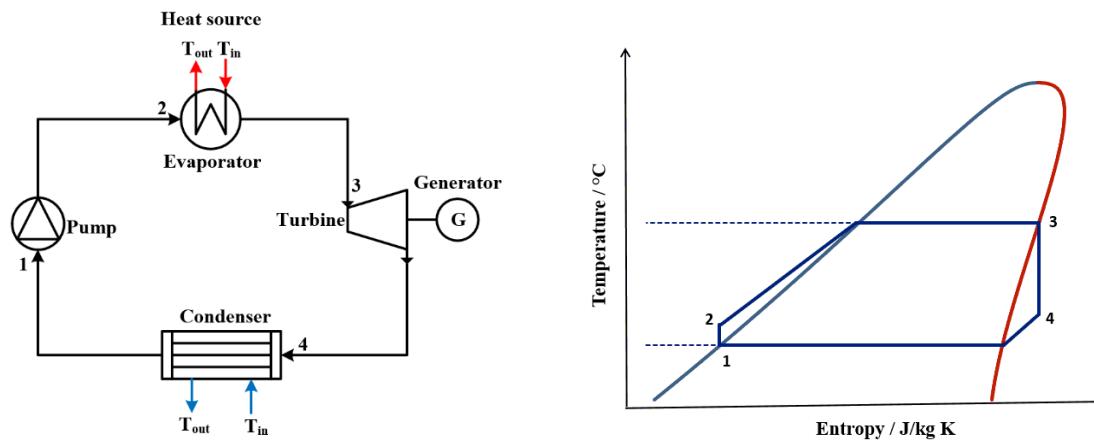 Heat source
Tout Tin
2
Evaporator
3
Generator
Turbine
G
Pump
1
Condenser
4
Tout
Tin
Temperature / °C
3
2
4
1
Entropy / J/kg K